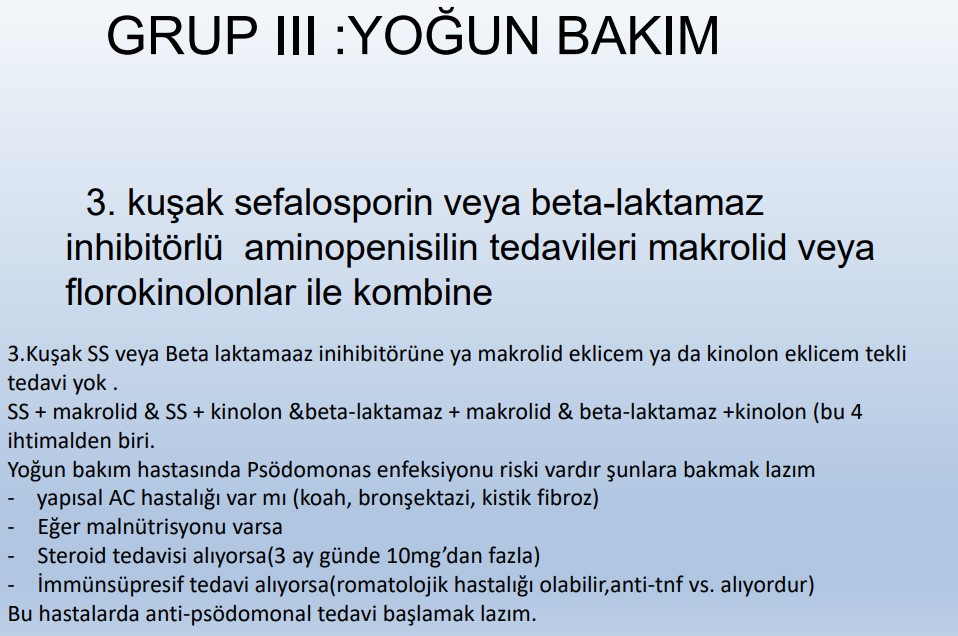 GRUP III :YOĞUN BAKIM
3. kuşak sefalosporin veya beta-laktamaz
inhibitörlü aminopenisilin tedavileri makrolid veya
florokinolonlar ile kombine
3.Kuşak SS veya Beta laktamaaz inihibitörüne ya makrolid eklicem ya da kinolon eklicem tekli
tedavi yok .
SS + makrolid & SS + kinolon &beta-laktamaz + makrolid & beta-laktamaz +kinolon (bu 4
ihtimalden biri.
Yoğun bakım hastasında Psödomonas enfeksiyonu riski vardır şunlara bakmak lazım
- yapısal AC hastalığı var mı (koah, bronşektazi, kistik fibroz)
- Eğer malnütrisyonu varsa
- Steroid tedavisi alıyorsa(3 ay günde 10mg’dan fazla)
- İmmünsüpresif tedavi alıyorsa(romatolojik hastalığı olabilir,anti-tnf vs. alıyordur)
Bu hastalarda anti-psödomonal tedavi başlamak lazım.